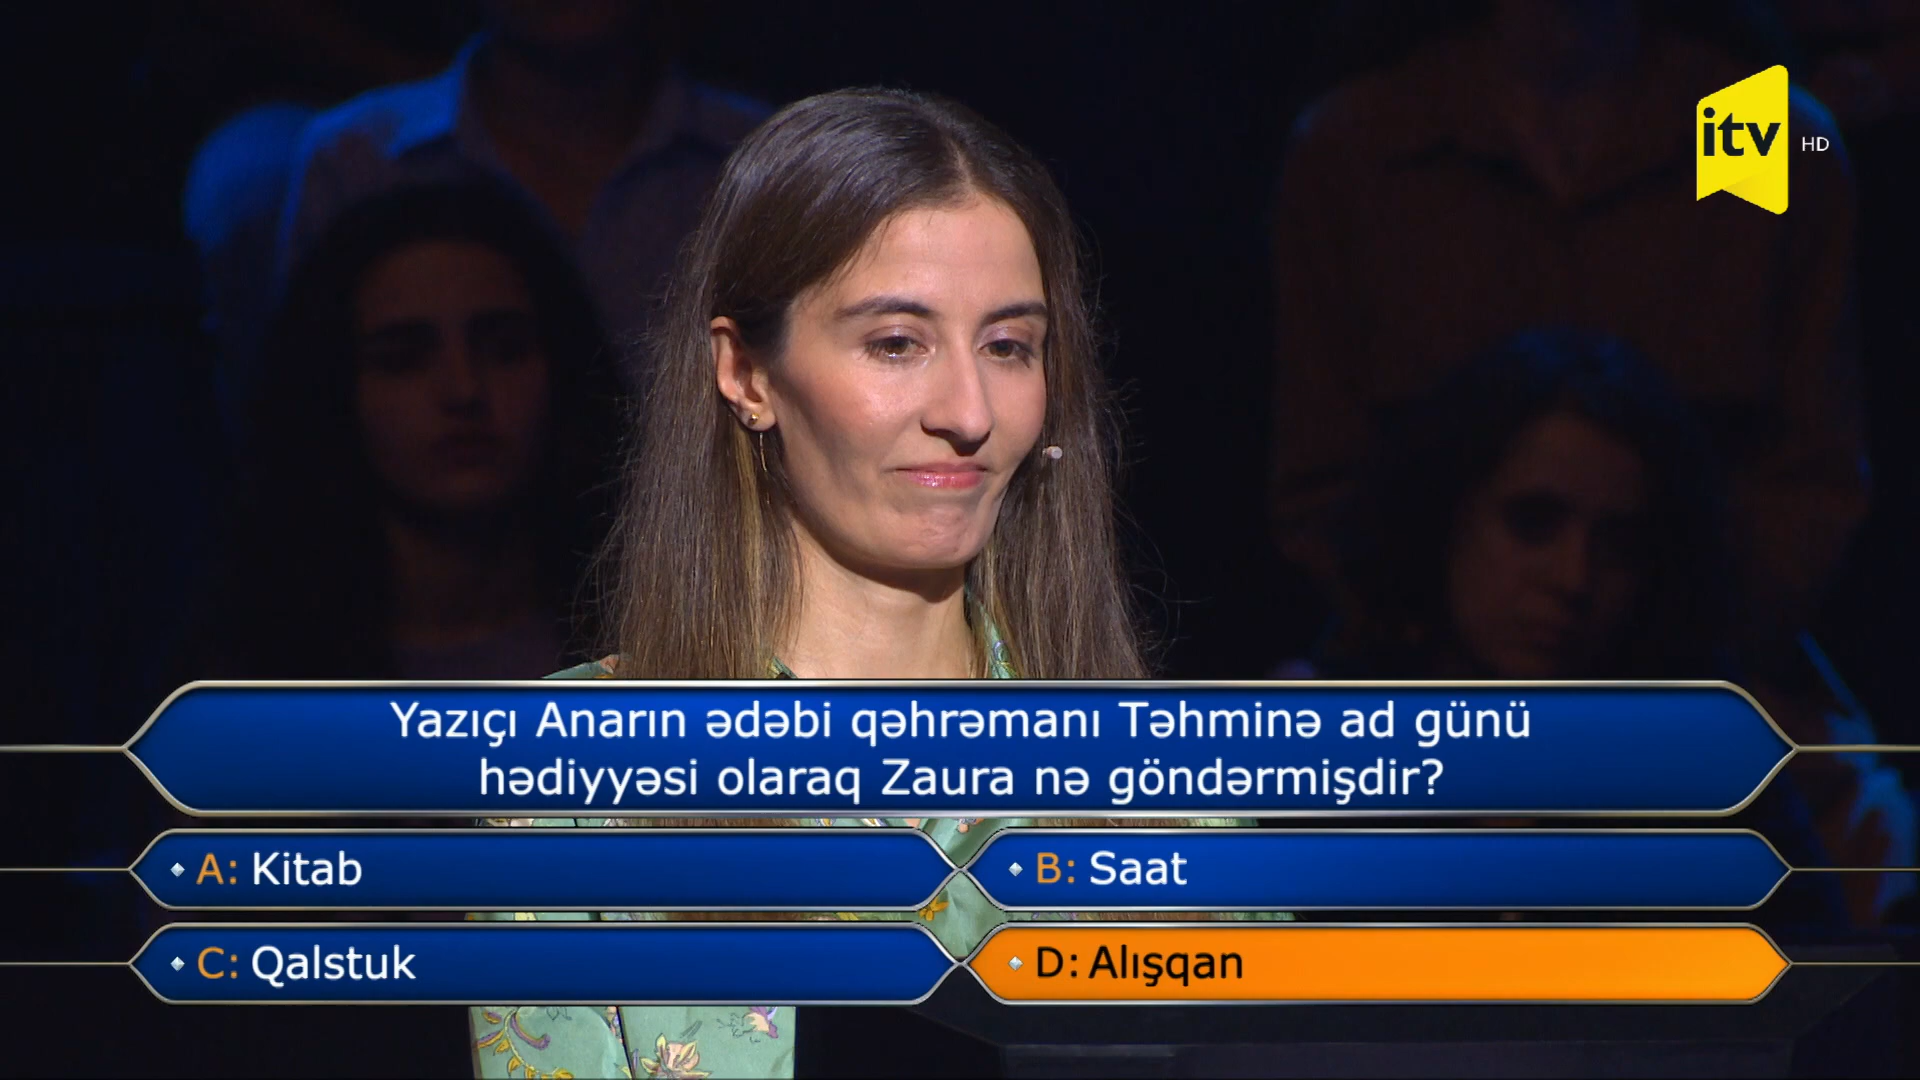 itv HD
Yazıçı Anarın ədəbi qəhrəmanı Təhminə ad günü
hədiyyəsi olaraq Zaura nə göndərmişdir?
A: Kitab
B: Saat
C: Qalstuk
D: Alışqan